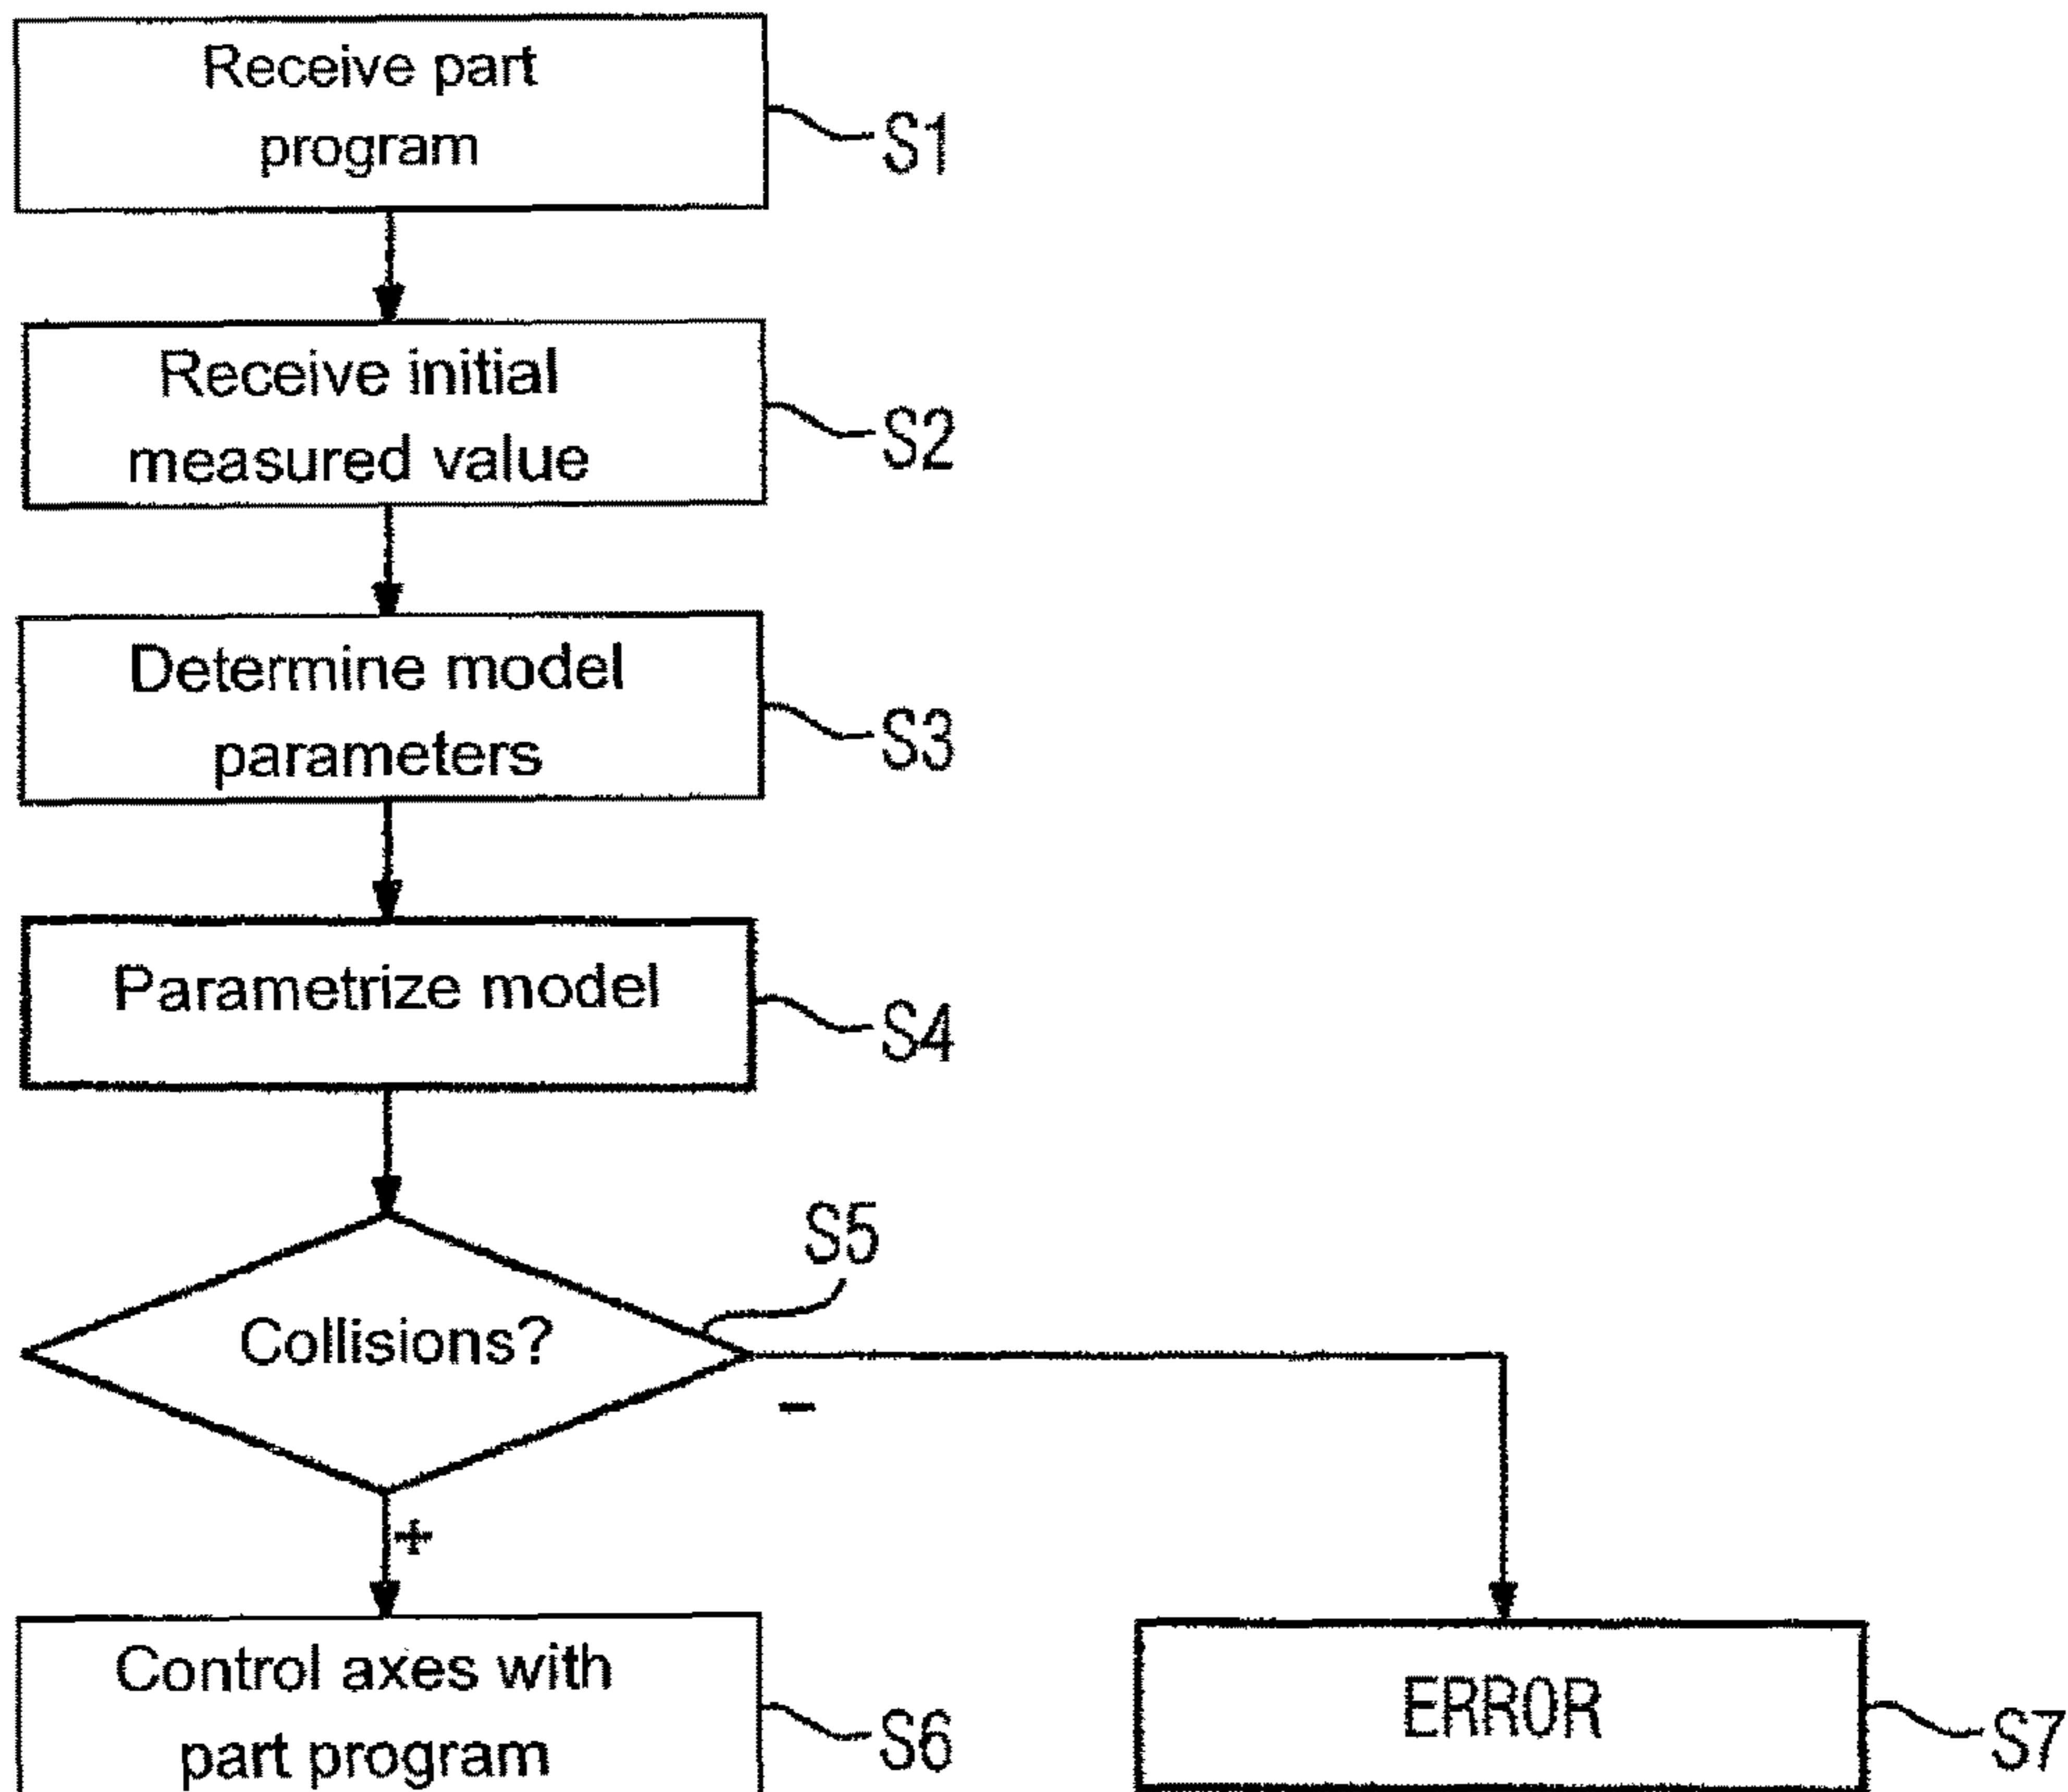 Receive part
program
S1
Receive initial
measured value
S2
Determine model
parameters
S3
Parametrize model
S4
S5
Collisions?
-
+
Control axes with
part program
S6
ERROR
S7